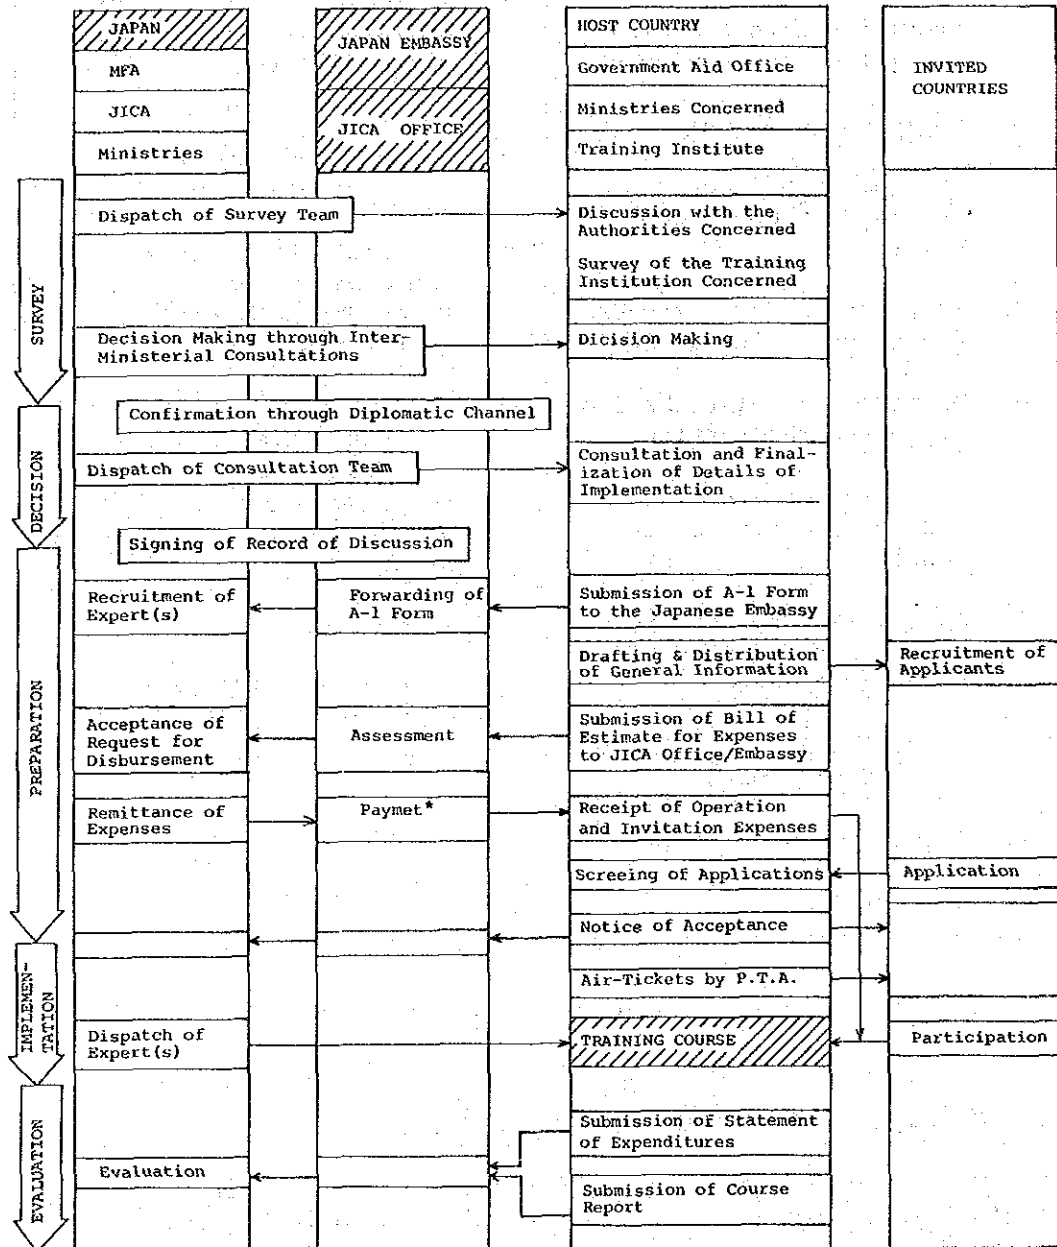 JAPAN
MFA
JICA
Ministries
JAPAN EMBASSY
JICA OFFICE
HOST COUNTRY
Government Aid Office
Ministries Concerned
Training Institute
INVITED
COUNTRIES
SURVEY
Dispatch of Survey Team
Discussion with the
Authorities Concerned
Survey of the Training
Institution Concerned
Decision Making through Inter-
Ministerial Consultations
Dicision Making
Confirmation through Diplomatic Channel
DECISION
Dispatch of Consultation Team
Consultation and Final-
ization of Details of
Implementation
Signing of Record of Discussion
PREPARATION
Recruitment of
Expert(s)
Forwarding of
A-1 Form
Submission of A-1 Form
to the Japanese Embassy
Drafting & Distribution
of General Information
Recruitment of
Applicants
Acceptance of
Request for
Disbursement
Assessment
Submission of Bill of
Estimate for Expenses
to JICA Office/Embassy
Remittance of
Expenses
Paymet*
Receipt of Operation
and Invitation Expenses
Screeing of Applications
Application
Notice of Acceptance
IMPLEMEN-
TATION
Air-Tickets by P.T.A.
Dispatch of
Expert(s)
TRAINING COURSE
Participation
EVALUATION
Submission of Statement
of Expenditures
Evaluation
Submission of Course
Report